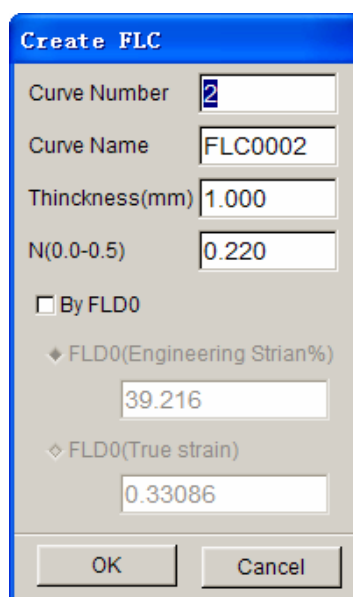 Create FLC
Curve Number 2
Curve Name FLC0002
Thinckness(mm) 1.000
N(0.0-0.5) 0.220
By FLD0
FLD0(Engineering Strian%)
39.216
FLD0(True strain)
0.33086
OK Cancel